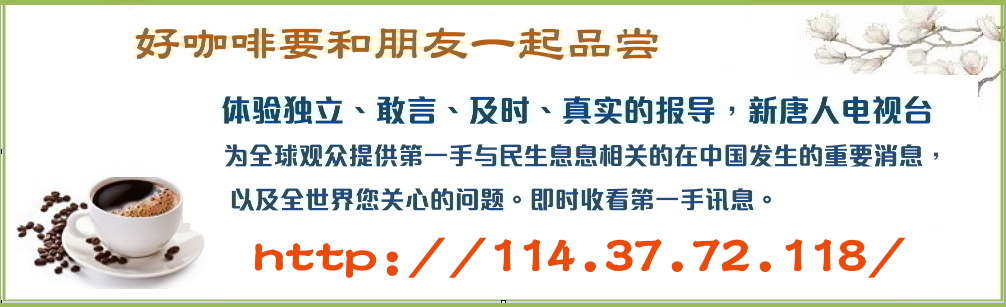 好咖啡要和朋友一起品尝
体验独立、敢言、及时、真实的报导，新唐人电视台
为全球观众提供第一手与民生息息相关的在中国发生的重要消息，
以及全世界您关心的问题。即时收看第一手讯息。
http://114.37.72.118/